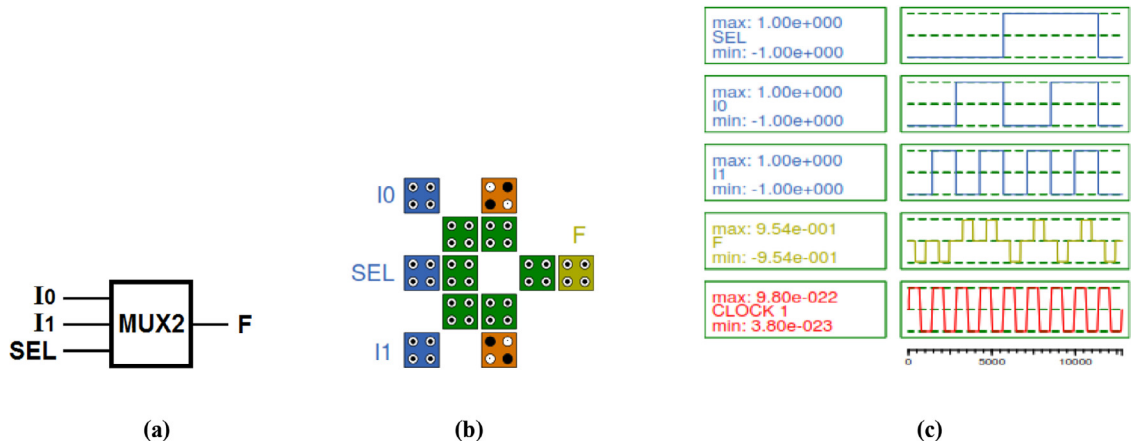 I0
I1
SEL
MUX2
F
(a)
I0
SEL
I1
F
(b)
max: 1.00e+000
SEL
min: -1.00e+000
max: 1.00e+000
I0
min: -1.00e+000
max: 1.00e+000
I1
min: -1.00e+000
max: 9.54e-001
F
min: -9.54e-001
max: 9.80e-022
CLOCK 1
min: 3.80e-023
0 5000 10000
(c)